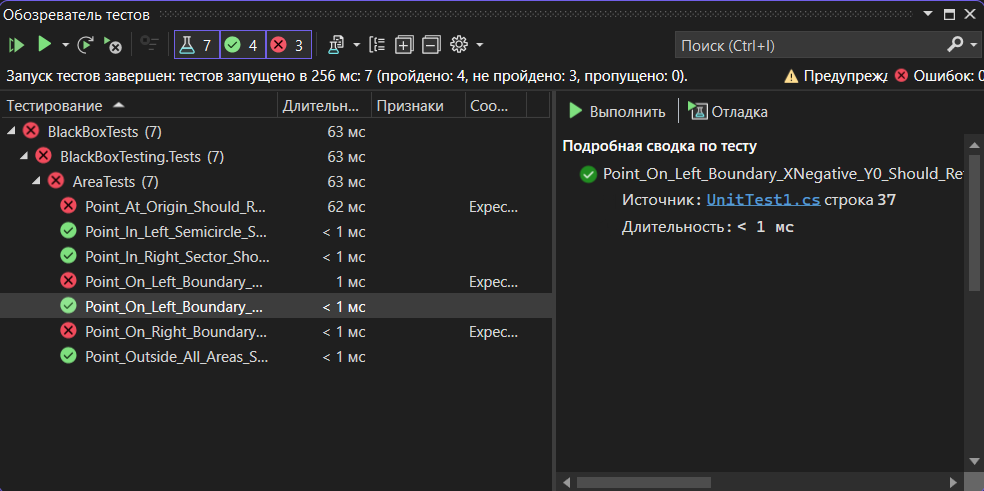 Обозреватель тестов
7 4 3
Поиск (Ctrl+I)
Запуск тестов завершен: тестов запущено в 256 мс: 7 (пройдено: 4, не пройдено: 3, пропущено: 0).
Предупрежд Ошибок: 0
Тестирование Длительн... Признаки Соо...
BlackBoxTests (7) 63 мс
BlackBoxTesting.Tests (7) 63 мс
AreaTests (7) 63 мс
Point_At_Origin_Should_R... 62 мс Expec...
Point_In_Left_Semicircle_S... < 1 мс
Point_In_Right_Sector_Sho... < 1 мс
Point_On_Left_Boundary_... 1 мс Expec...
Point_On_Left_Boundary_... < 1 мс
Point_On_Right_Boundary... < 1 мс Expec...
Point_Outside_All_Areas_S... < 1 мс
Выполнить Отладка
Подробная сводка по тесту
Point_On_Left_Boundary_XNegative_Y0_Should_Re
Источник: UnitTest1.cs строка 37
Длительность: < 1 мс